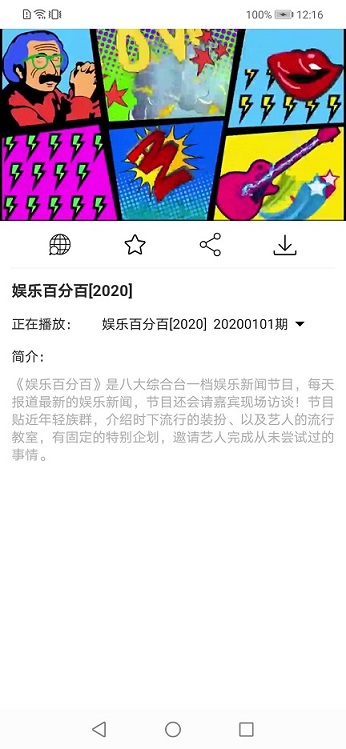 100% 12:16
娱乐百分百[2020]
正在播放： 娱乐百分百[2020] 20200101期
简介：
《娱乐百分百》是八大综合台一档娱乐新闻节目，每天
报道最新的娱乐新闻，节目还会请嘉宾现场访谈！节目
贴近年轻族群，介绍时下流行的装扮、以及艺人的流行
教室，有固定的特别企划，邀请艺人完成从未尝试过的
事情。